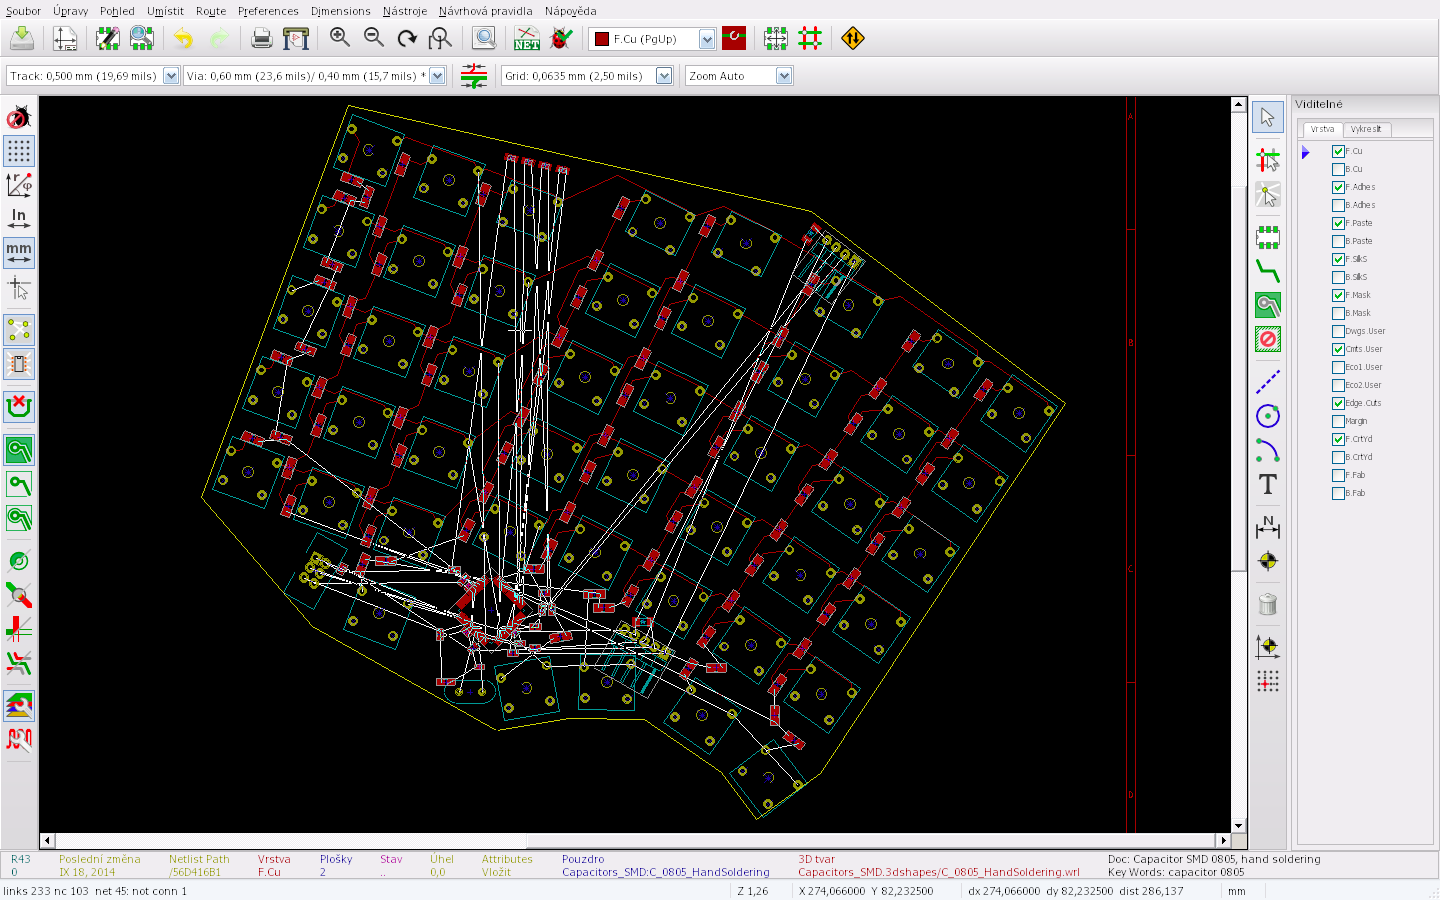 Soubor Úpravy Pohled Umístit Route Preferences Dimensions Nástroje Návrhová pravidla Nápověda
NET
F.Cu (PgUp)
Track: 0,500 mm (19,69 mils)
Via: 0,60 mm (23,6 mils)/ 0,40 mm (15,7 mils) *
Grid: 0,0635 mm (2,50 mils)
Zoom Auto
In
mm
A
B
C
D
T
N
Viditelné
Vrstva Vykreslit
F.Cu
B.Cu
F.Adhes
B.Adhes
F.Paste
B.Paste
F.SilkS
B.SilkS
F.Mask
B.Mask
Dwgs.User
Cmts.User
Eco1.User
Eco2.User
Edge.Cuts
Margin
F.CrtYd
B.CrtYd
F.Fab
B.Fab
R43 Poslední změna Netlist Path Vrstva Plošky Stav Úhel Attributes Pouzdro 3D tvar Doc: Capacitor SMD 0805, hand soldering
0 IX 18, 2014 /56D416B1 F.Cu 2 .. 0,0 Vložit Capacitors_SMD:C_0805_HandSoldering Capacitors_SMD.3dshapes/C_0805_HandSoldering.wrl Key Words: capacitor 0805
links 233 nc 103 net 45: not conn 1 Z 1,26 X 274,066000 Y 82,232500 dx 274,066000 dy 82,232500 dist 286,137 mm